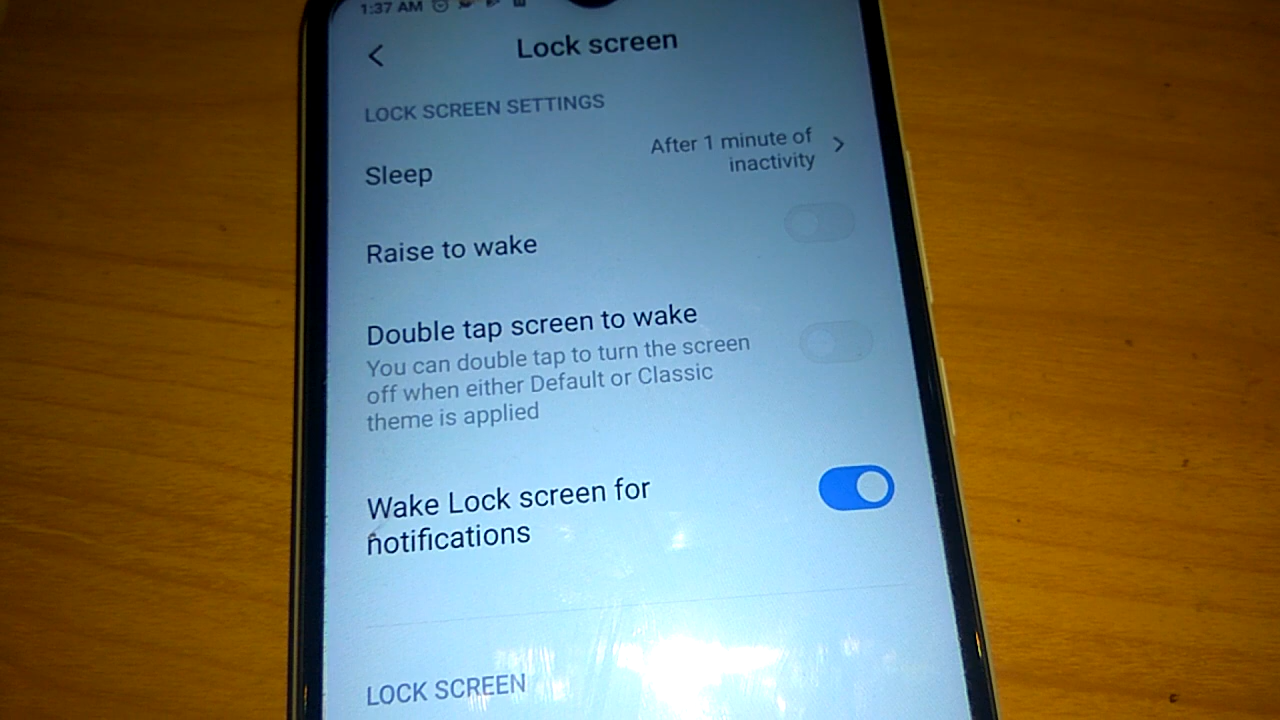 1:37 AM
Lock screen
LOCK SCREEN SETTINGS
Sleep
After 1 minute of
inactivity
Raise to wake
Double tap screen to wake
You can double tap to turn the screen
off when either Default or Classic
theme is applied
Wake Lock screen for
notifications
LOCK SCREEN